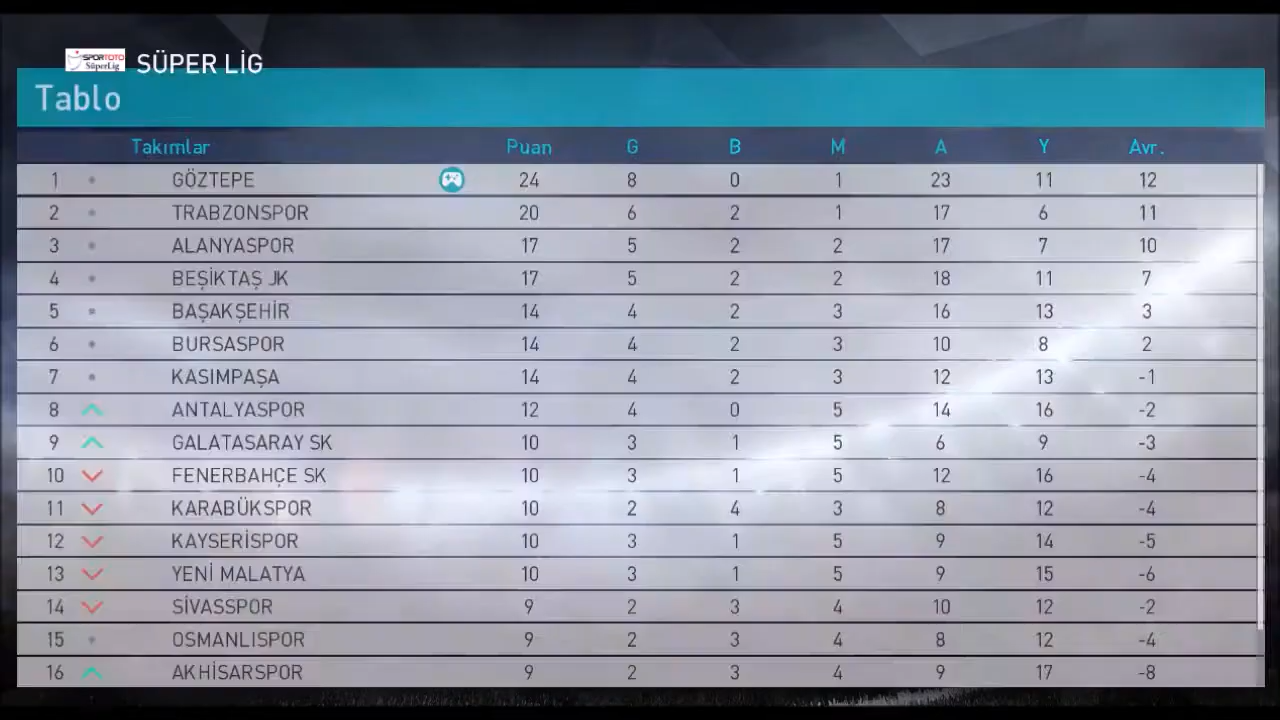 SPORTOTO
SüperLig
SÜPER LİG
Tablo
Takımlar Puan G B M A Y Avr.
1 GÖZTEPE 24 8 0 1 23 11 12
2 TRABZONSPOR 20 6 2 1 17 6 11
3 ALANYASPOR 17 5 2 2 17 7 10
4 BEŞİKTAŞ JK 17 5 2 2 18 11 7
5 BAŞAKŞEHİR 14 4 2 3 16 13 3
6 BURSASPOR 14 4 2 3 10 8 2
7 KASIMPAŞA 14 4 2 3 12 13 -1
8 ANTALYASPOR 12 4 0 5 14 16 -2
9 GALATASARAY SK 10 3 1 5 6 9 -3
10 FENERBAHÇE SK 10 3 1 5 12 16 -4
11 KARABÜKSPOR 10 2 4 3 8 12 -4
12 KAYSERİSPOR 10 3 1 5 9 14 -5
13 YENİ MALATYA 10 3 1 5 9 15 -6
14 SİVASSPOR 9 2 3 4 10 12 -2
15 OSMANLISPOR 9 2 3 4 8 12 -4
16 AKHİSARSPOR 9 2 3 4 9 17 -8